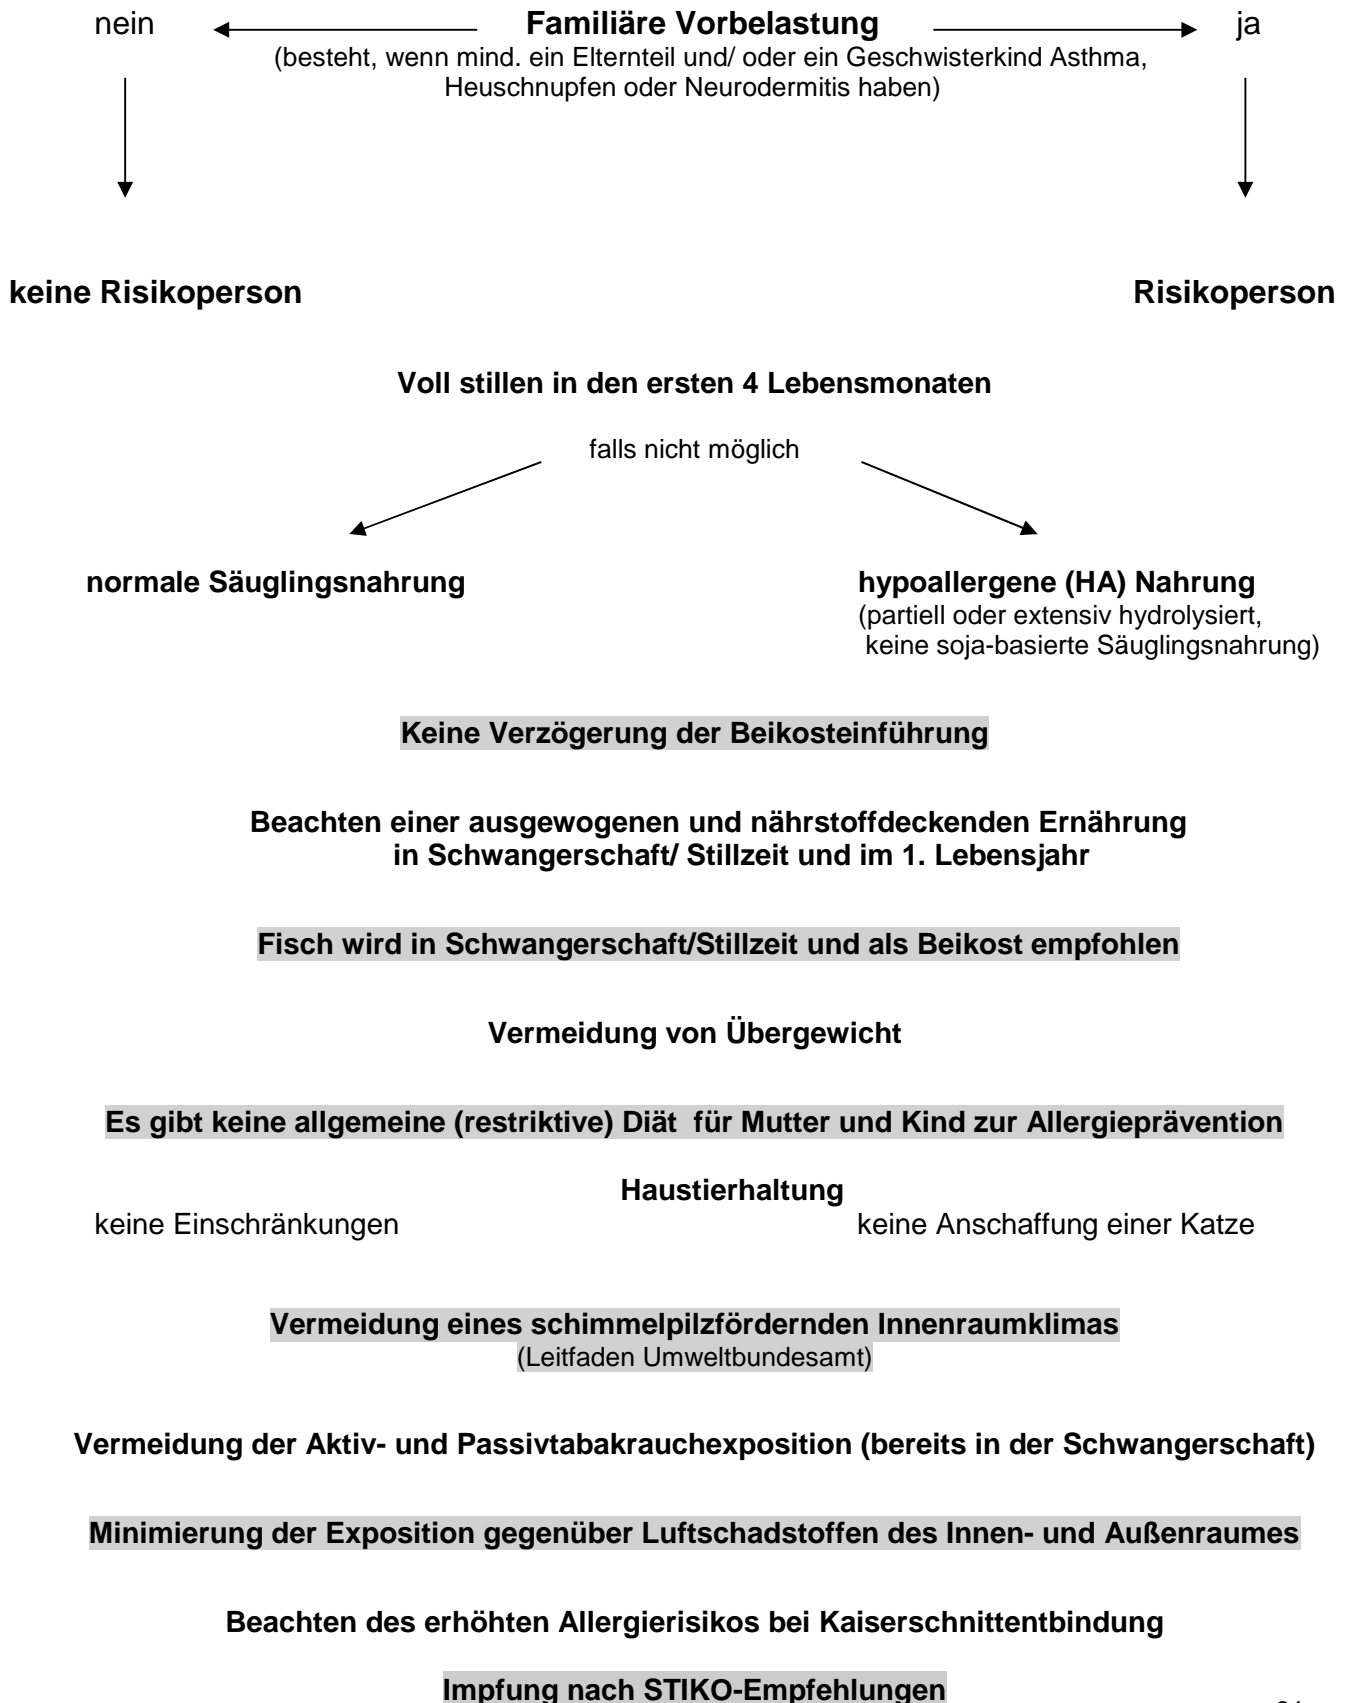 nein Familiäre Vorbelastung ja
(besteht, wenn mind. ein Elternteil und/ oder ein Geschwisterkind Asthma,
Heuschnupfen oder Neurodermitis haben)
keine Risikoperson Risikoperson
Voll stillen in den ersten 4 Lebensmonaten
falls nicht möglich
normale Säuglingsnahrung hypoallergene (HA) Nahrung
(partiell oder extensiv hydrolysiert,
keine soja-basierte Säuglingsnahrung)
Keine Verzögerung der Beikosteinführung
Beachten einer ausgewogenen und nährstoffdeckenden Ernährung
in Schwangerschaft/ Stillzeit und im 1. Lebensjahr
Fisch wird in Schwangerschaft/Stillzeit und als Beikost empfohlen
Vermeidung von Übergewicht
Es gibt keine allgemeine (restriktive) Diät für Mutter und Kind zur Allergieprävention
Haustierhaltung
keine Einschränkungen keine Anschaffung einer Katze
Vermeidung eines schimmelpilzfördernden Innenraumklimas
(Leitfaden Umweltbundesamt)
Vermeidung der Aktiv- und Passivtabakrauchexposition (bereits in der Schwangerschaft)
Minimierung der Exposition gegenüber Luftschadstoffen des Innen- und Außenraumes
Beachten des erhöhten Allergierisikos bei Kaiserschnittentbindung
Impfung nach STIKO-Empfehlungen